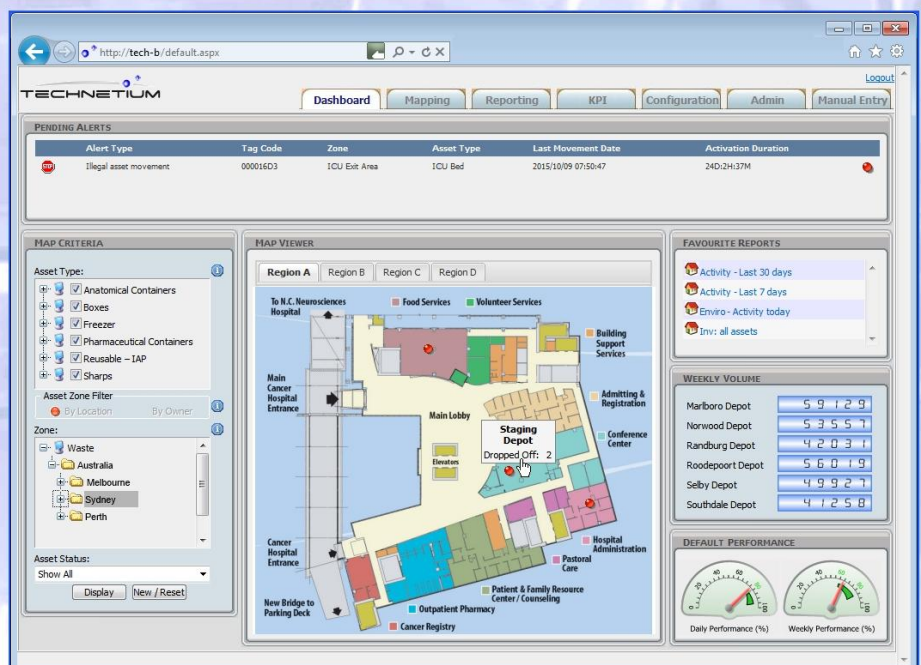 http://tech-b/default.aspx
Logout
TECHNETIUM
Dashboard
Mapping
Reporting
KPI
Configuration
Admin
Manual Entry
PENDING ALERTS
Alert Type Tag Code Zone Asset Type Last Movement Date Activation Duration
STOP Illegal asset movement 000016D3 ICU Exit Area ICU Bed 2015/10/09 07:50:47 24D:2H:37M
MAP CRITERIA
Asset Type:
Anatomical Containers
Boxes
Freezer
Pharmaceutical Containers
Reusable – IAP
Sharps
Asset Zone Filter
By Location By Owner
Zone:
Waste
Australia
Melbourne
Sydney
Perth
Asset Status:
Show All
Display New / Reset
MAP VIEWER
Region A Region B Region C Region D
To N.C. Neurosciences
Hospital
Food Services
Volunteer Services
Building
Support
Services
Main
Cancer
Hospital
Entrance
Admitting &
Registration
Main Lobby
Staging
Depot
Dropped Off: 2
Conference
Center
Elevators
Cancer
Hospital
Entrance
Hospital
Administration
Pastoral
Care
Patient & Family Resource
Center / Counseling
New Bridge to
Parking Deck
Outpatient Pharmacy
Cancer Registry
FAVOURITE REPORTS
Activity - Last 30 days
Activity - Last 7 days
Enviro - Activity today
Inv: all assets
WEEKLY VOLUME
Marlboro Depot 59129
Norwood Depot 53557
Randburg Depot 42031
Roodepoort Depot 56019
Selby Depot 49927
Southdale Depot 41258
DEFAULT PERFORMANCE
Daily Performance (%) Weekly Performance (%)